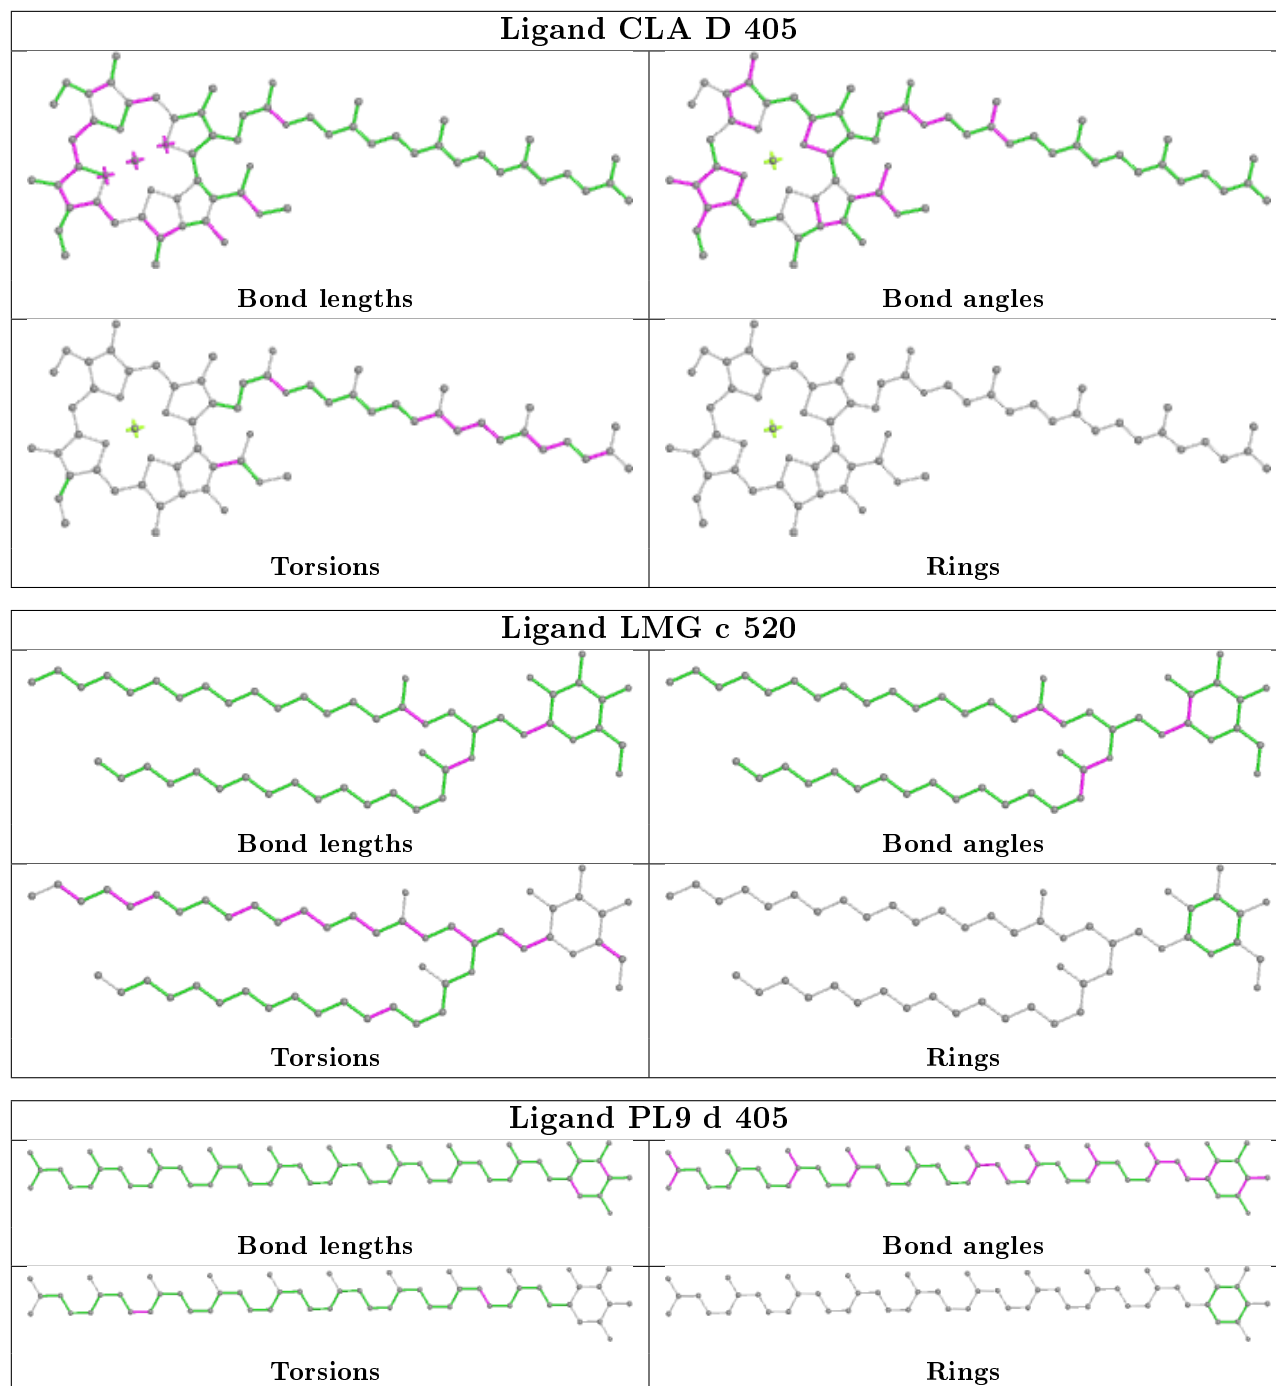 Ligand CLA D 405
Bond lengths
Bond angles
Torsions
Rings
Ligand LMG c 520
Bond lengths
Bond angles
Torsions
Rings
Ligand PL9 d 405
Bond lengths
Bond angles
Torsions
Rings